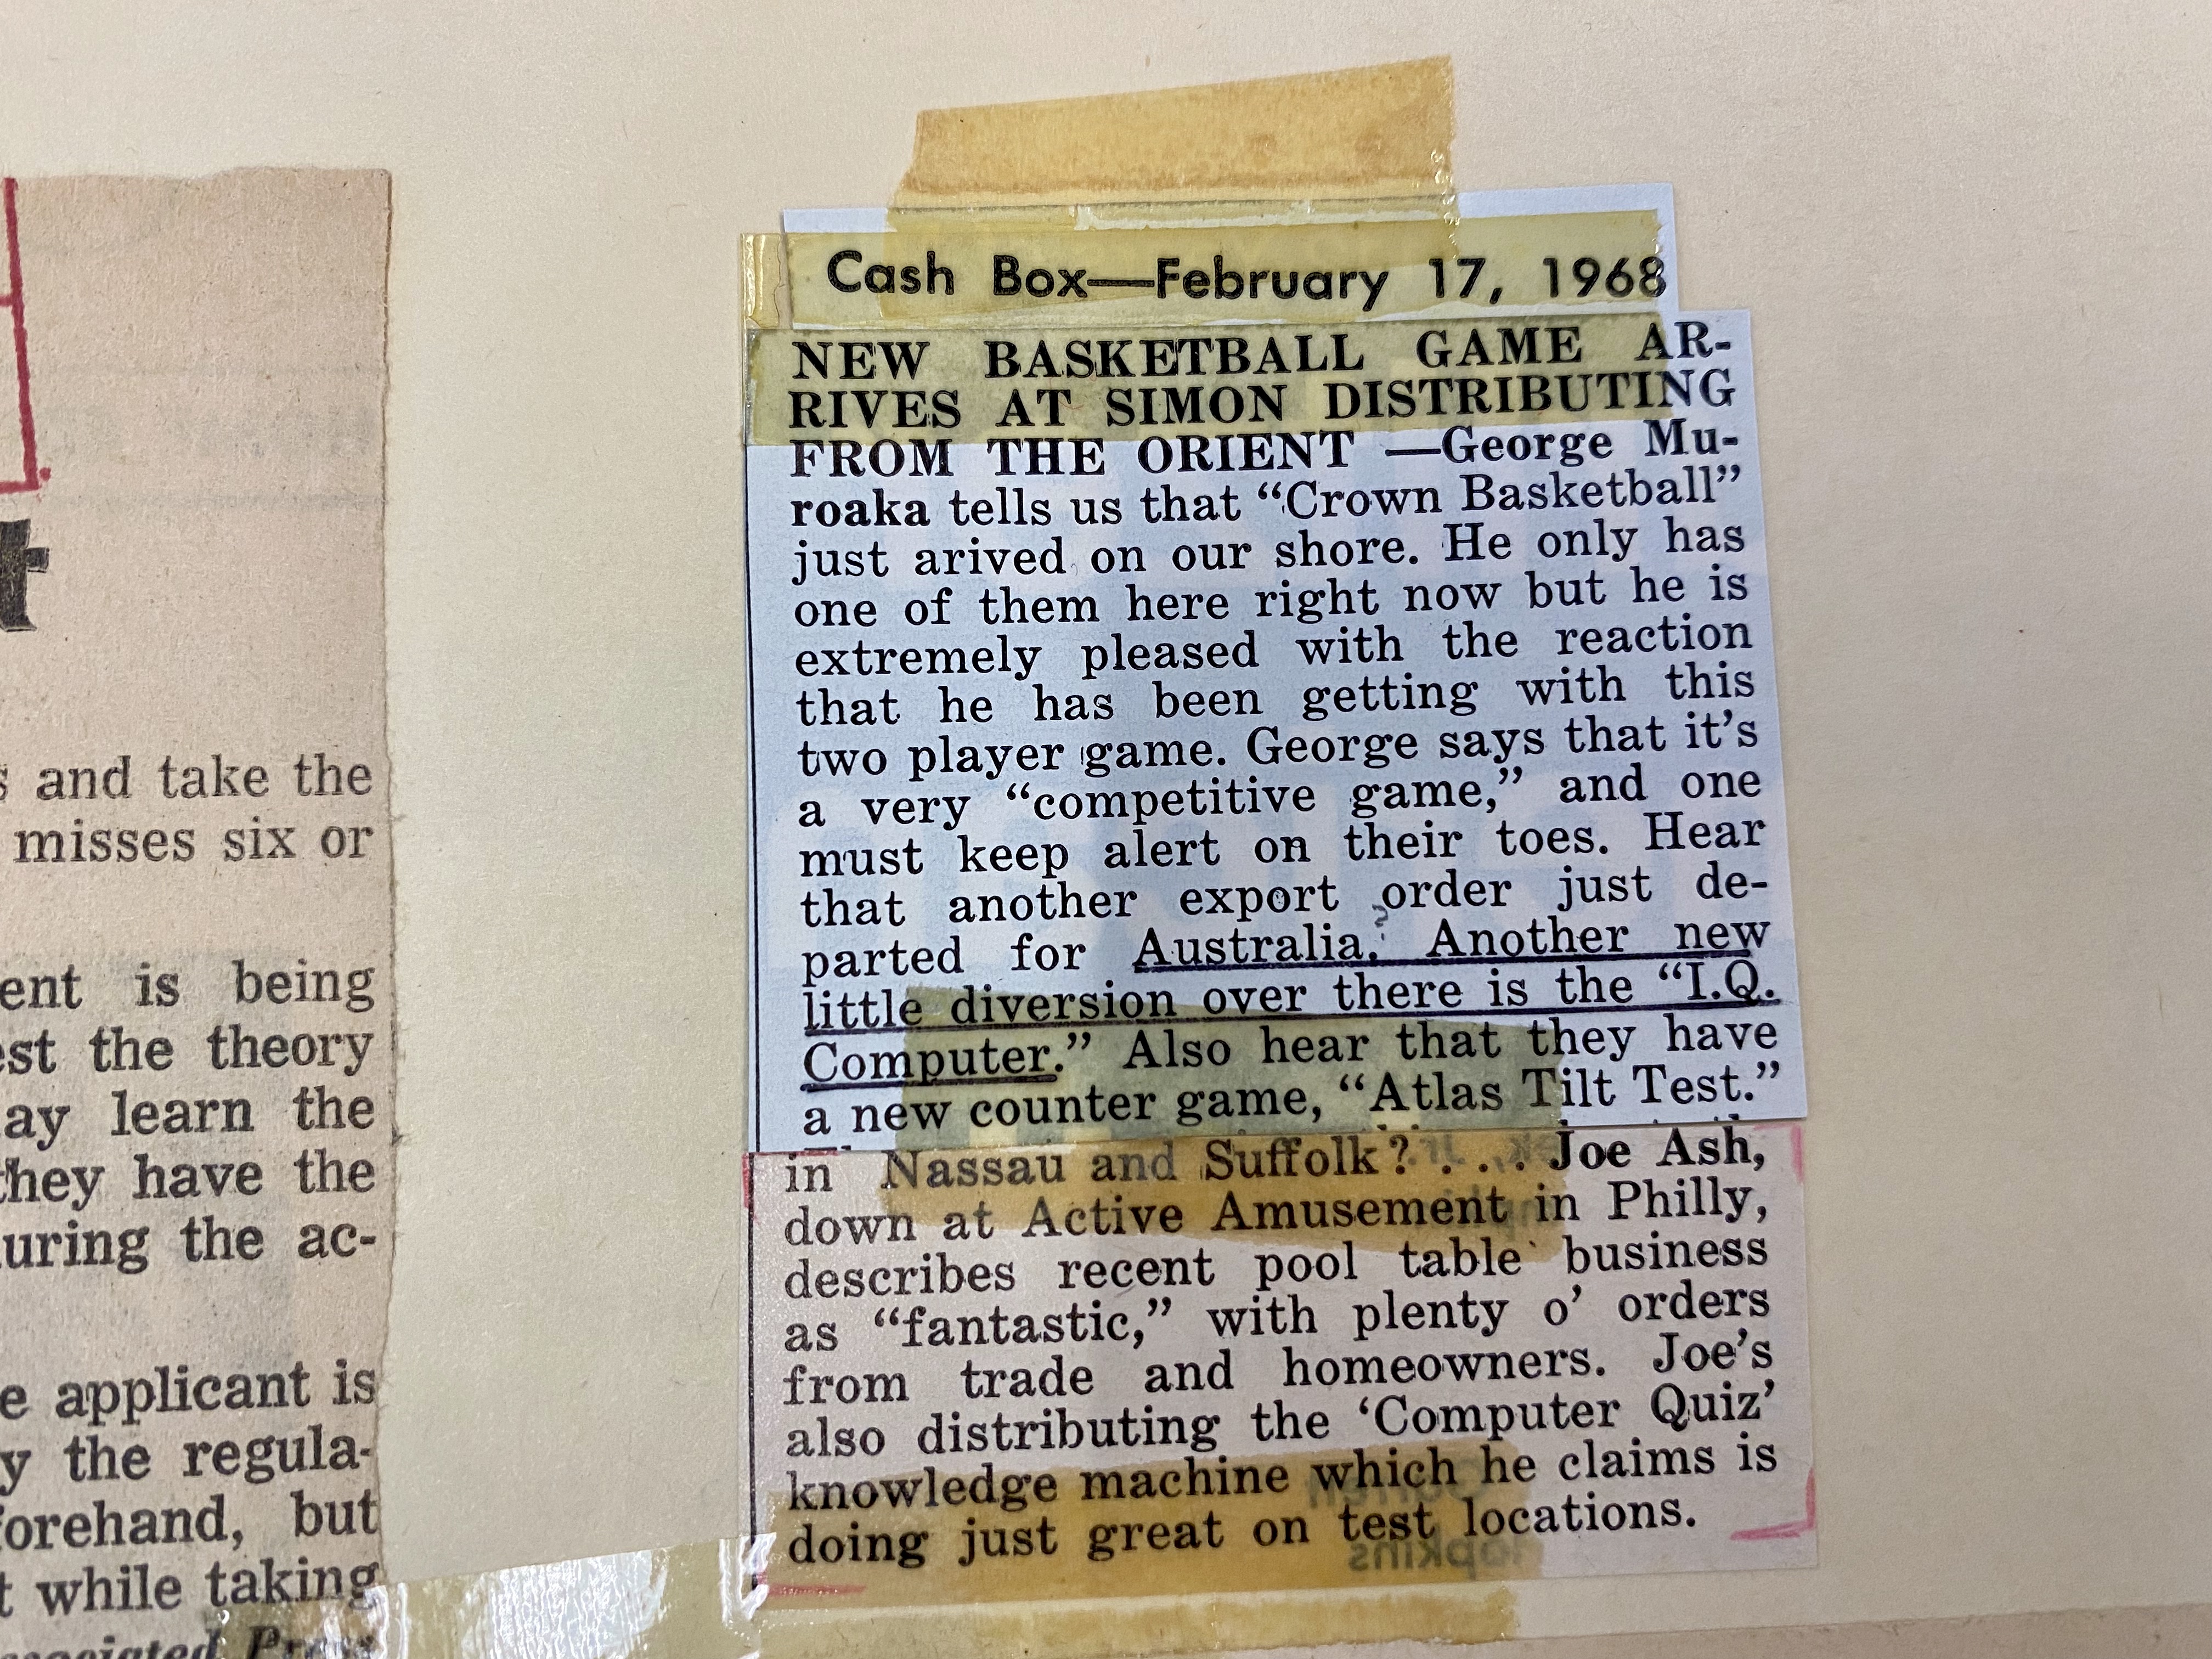 t
s and take the
misses six or
ent is being
est the theory
ay learn the
they have the
uring the ac-
e applicant is
y the regula-
forehand, but
t while taking
ssociated Press
Cash Box—February 17, 1968
NEW BASKETBALL GAME AR-
RIVES AT SIMON DISTRIBUTING
FROM THE ORIENT —George Mu-
roaka tells us that “Crown Basketball”
just arived on our shore. He only has
one of them here right now but he is
extremely pleased with the reaction
that he has been getting with this
two player game. George says that it’s
a very “competitive game,” and one
must keep alert on their toes. Hear
that another export order just de-
?
parted for Australia. Another new
little diversion over there is the “I.Q.
Computer.” Also hear that they have
a new counter game, “Atlas Tilt Test.”
in Nassau and Suffolk? . . . Joe Ash,
down at Active Amusement in Philly,
describes recent pool table business
as “fantastic,” with plenty o’ orders
from trade and homeowners. Joe’s
also distributing the ‘Computer Quiz’
knowledge machine which he claims is
doing just great on test locations.